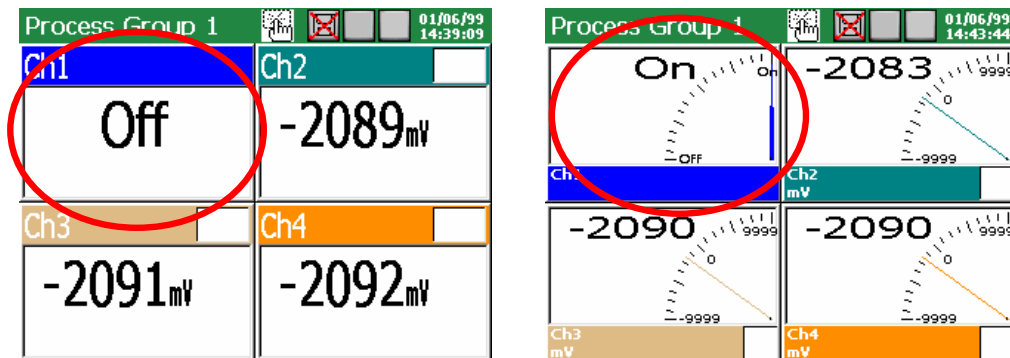 Process Group 1
01/06/99
14:39:09
Ch1
Ch2
Off
-2089mV
Ch3
Ch4
-2091mV
-2092mV
Process Group 1
01/06/99
14:43:44
On
On
OFF
Ch1
-2083
9999
0
-9999
Ch2
mV
-2090
9999
0
-9999
Ch3
mV
-2090
9999
0
-9999
Ch4
mV